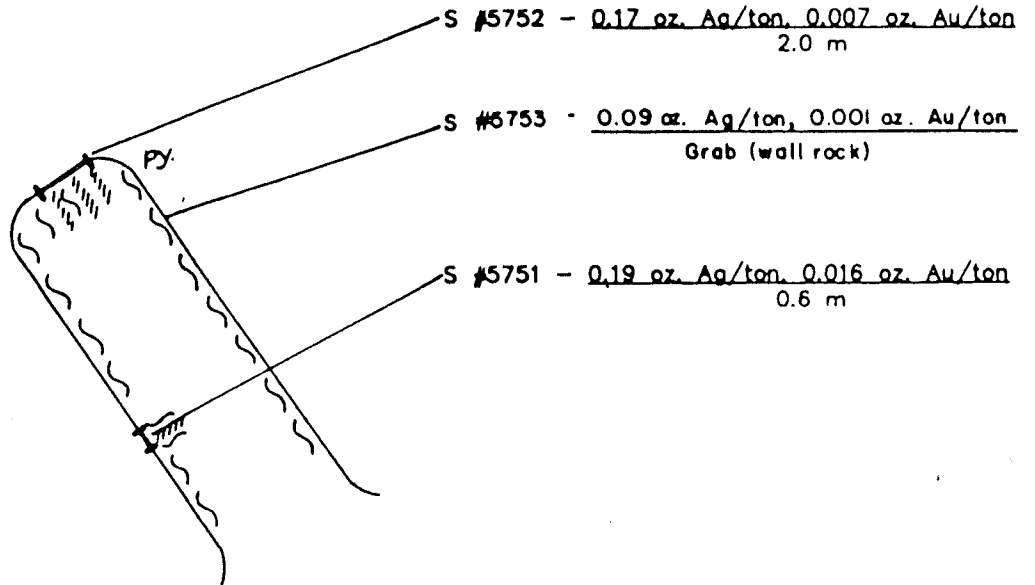 S #5752 - 0.17 oz. Ag/ton, 0.007 oz. Au/ton
2.0 m
S #5753 - 0.09 oz. Ag/ton, 0.001 oz. Au/ton
Grab (wall rock)
py.
S #5751 - 0.19 oz. Ag/ton, 0.016 oz. Au/ton
0.6 m